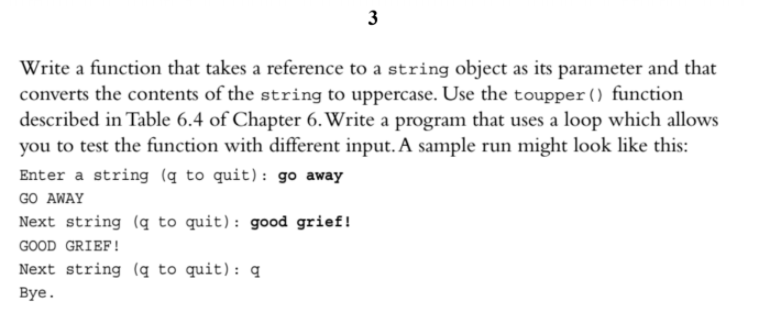 3
Write a function that takes a reference to a string object as its parameter and that
converts the contents of the string to uppercase. Use the toupper() function
described in Table 6.4 of Chapter 6. Write a program that uses a loop which allows
you to test the function with different input. A sample run might look like this:
Enter a string (q to quit): go away
GO AWAY
Next string (q to quit): good grief!
GOOD GRIEF!
Next string (q to quit): q
Bye.